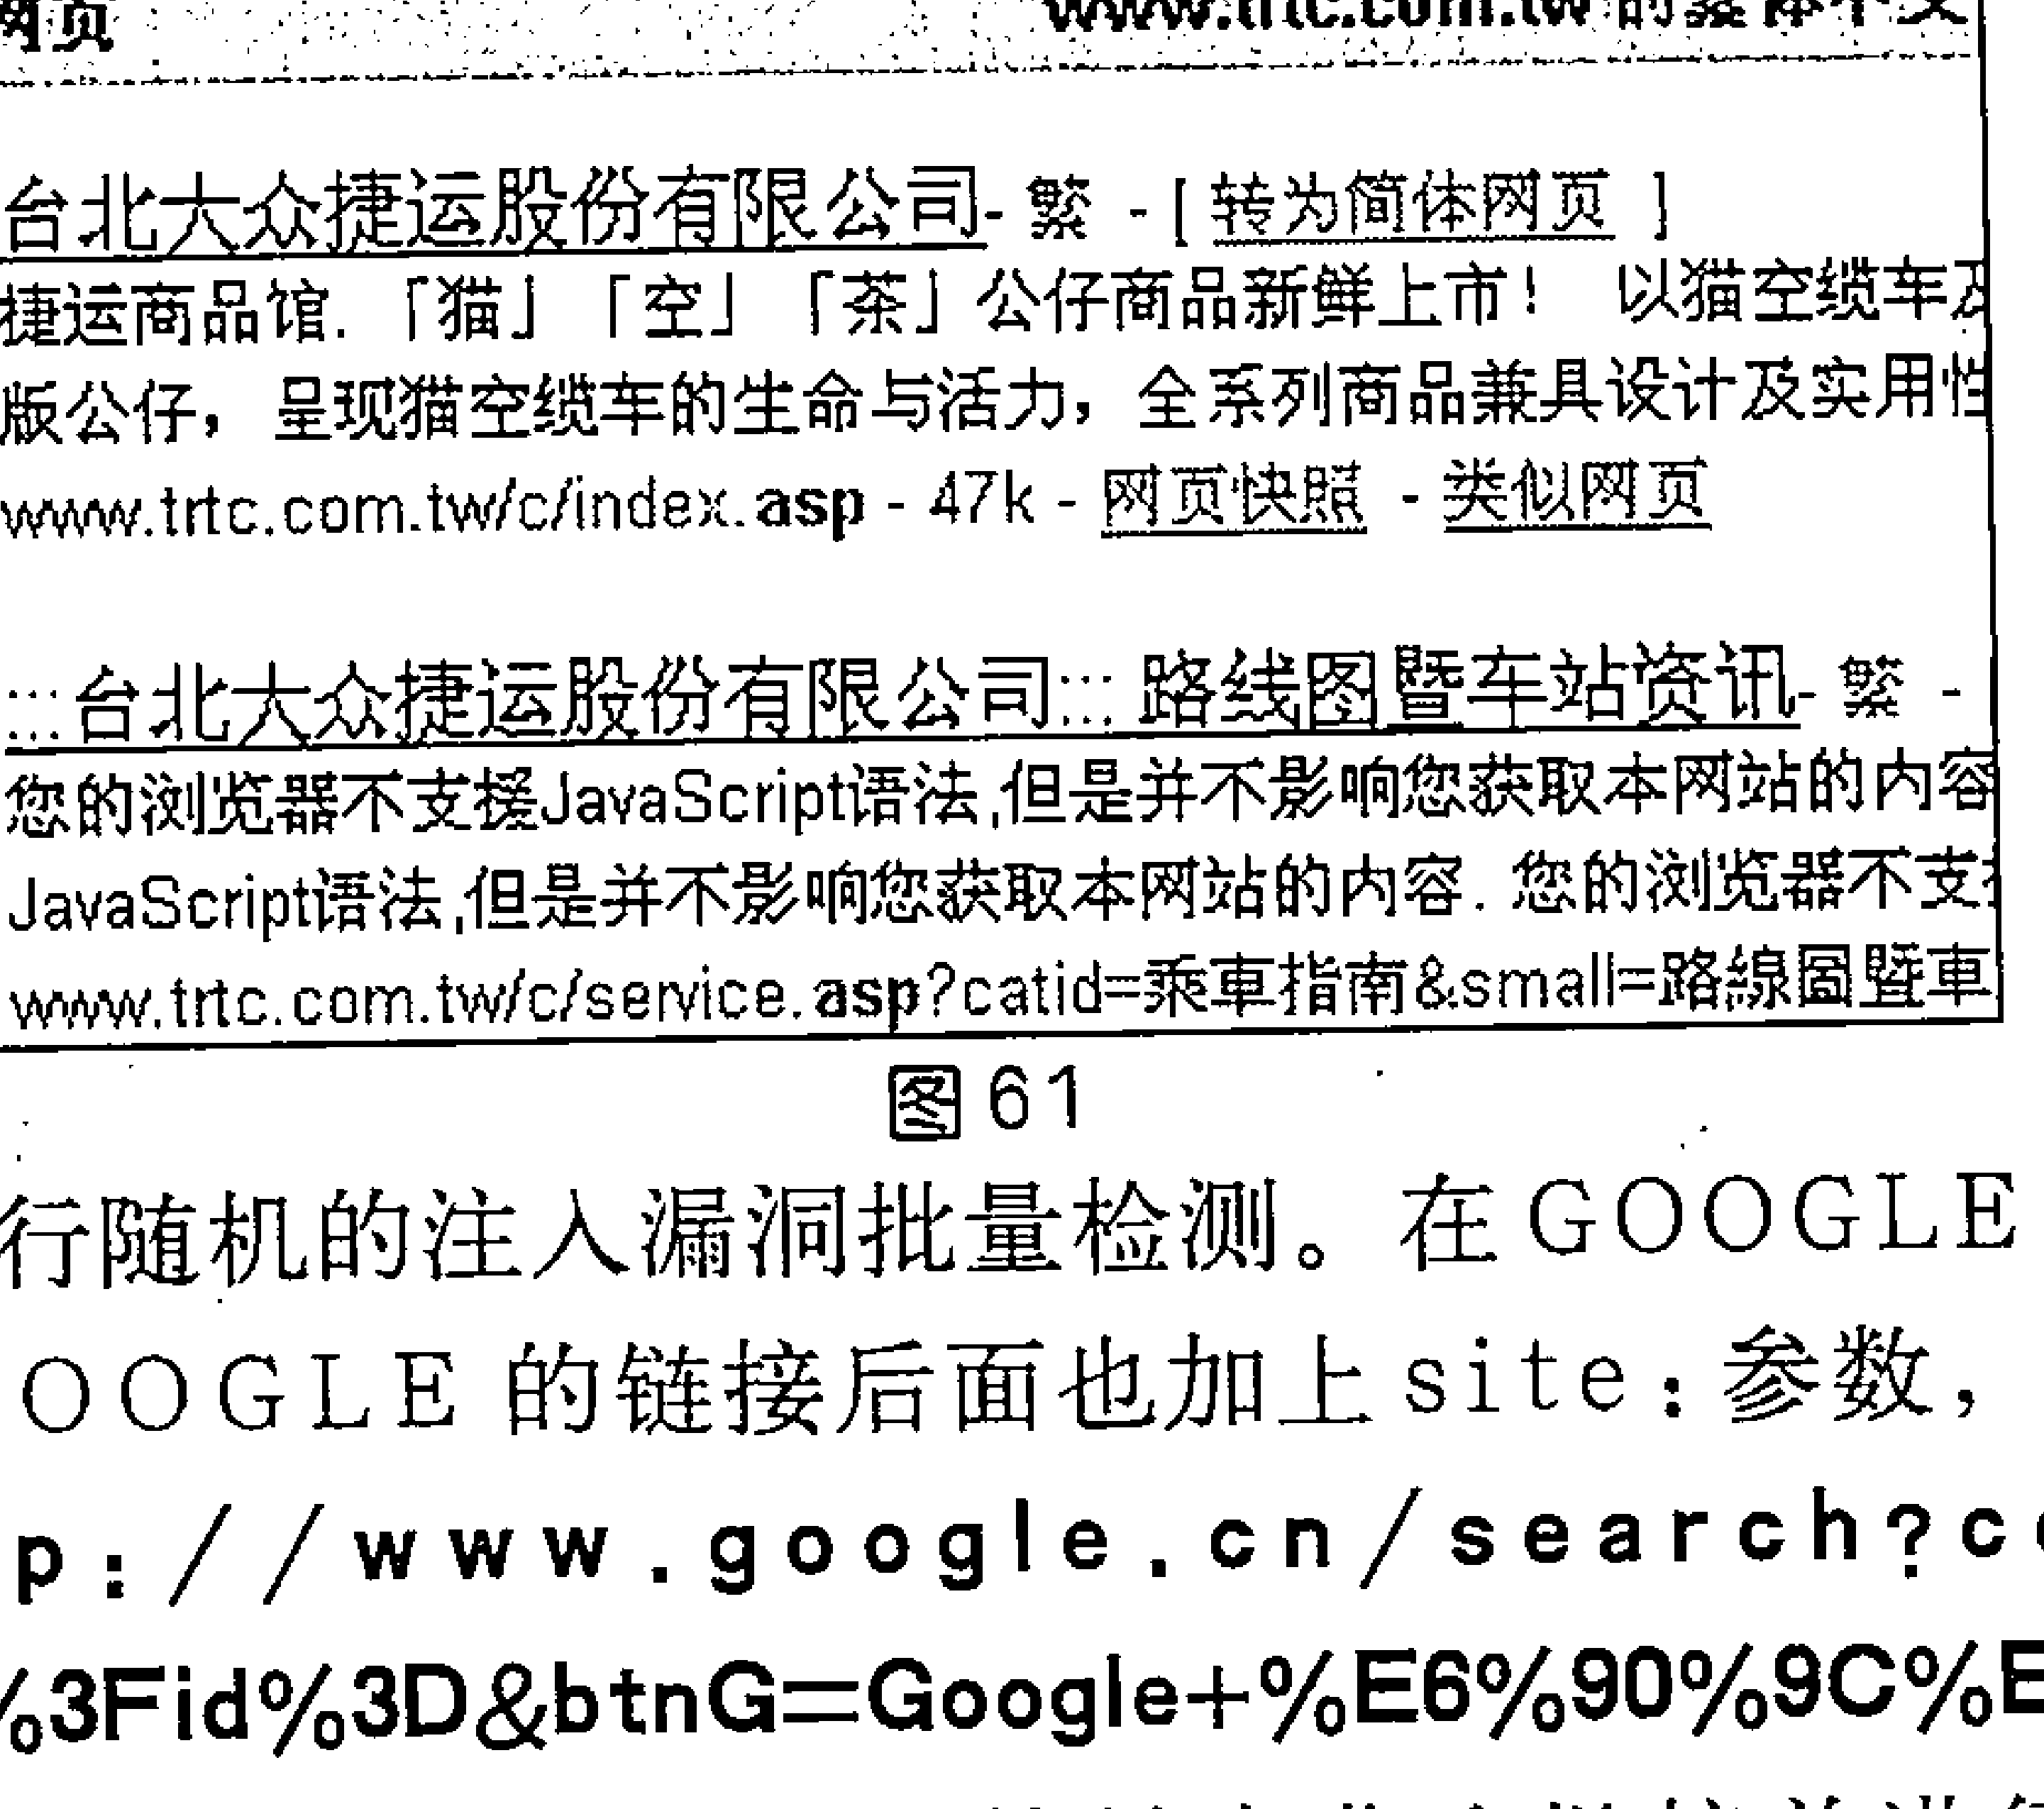 网页 www.trtc.com.tw 的繁体中文
台北大众捷运股份有限公司- 繁 -[ 转为简体网页 ]
捷运商品馆.「猫」「空」「茶」公仔商品新鲜上市! 以猫空缆车及
版公仔，呈现猫空缆车的生命与活力，全系列商品兼具设计及实用性
www.trtc.com.tw/c/index.asp - 47k - 网页快照 - 类似网页
:::台北大众捷运股份有限公司::: 路线图暨车站资讯- 繁 -
您的浏览器不支援JavaScript语法,但是并不影响您获取本网站的内容
JavaScript语法,但是并不影响您获取本网站的内容. 您的浏览器不支
www.trtc.com.tw/c/service.asp?catid=乘車指南&small=路線圖暨車
图 61
行随机的注入漏洞批量检测。在GOOGLE
OOGLE 的链接后面也加上site:参数，
p://www.google.cn/search?c
%3Fid%3D&btnG=Google+%E6%90%9C%E